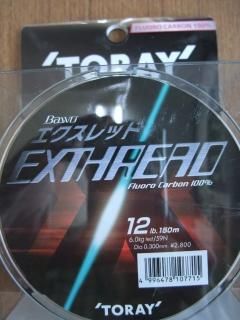 FLUORO CARBON 100%
'TORAY'
BAWO
エクスレッド
EXTHREAD
Fluoro Carbon 100%
12 lb. 150m
6.0kg test/59N
Dia 0.300mm ¥2,800
4 996478 107715
'TORAY'